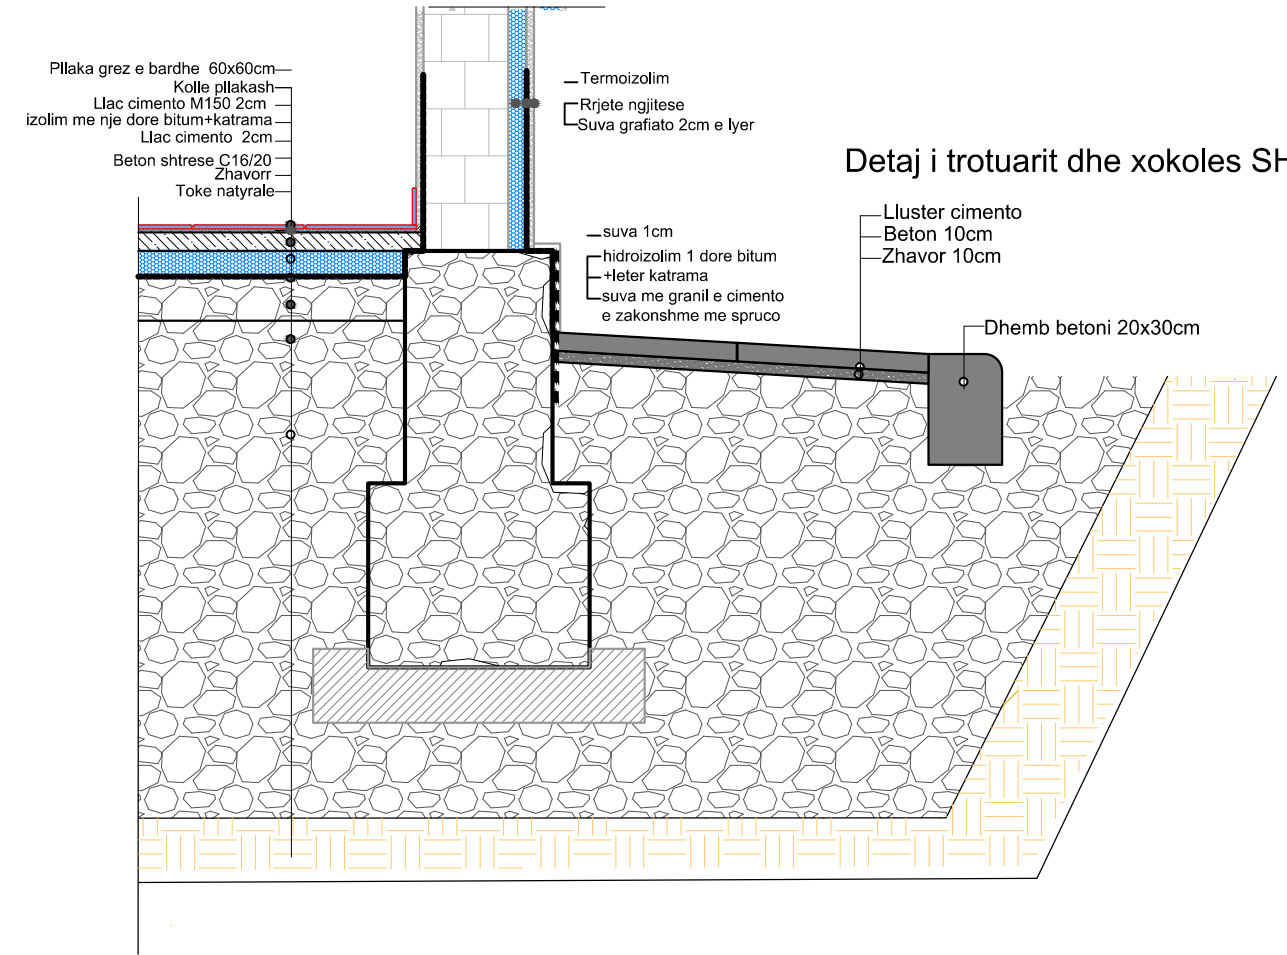 Pllaka grez e bardhe 60x60cm
Kolle pllakash
Llac cimento M150 2cm
izolim me nje dore bitum+katrama
Llac cimento 2cm
Beton shtrese C16/20
Zhavorr
Toke natyrale
Termoizolim
Rrjete ngjitese
Suva grafiato 2cm e lyer
Detaj i trotuarit dhe xokoles SH
suva 1cm
hidroizolim 1 dore bitum
+leter katrama
suva me granil e cimento
e zakonshme me spruco
Lluster cimento
Beton 10cm
Zhavor 10cm
Dhemb betoni 20x30cm